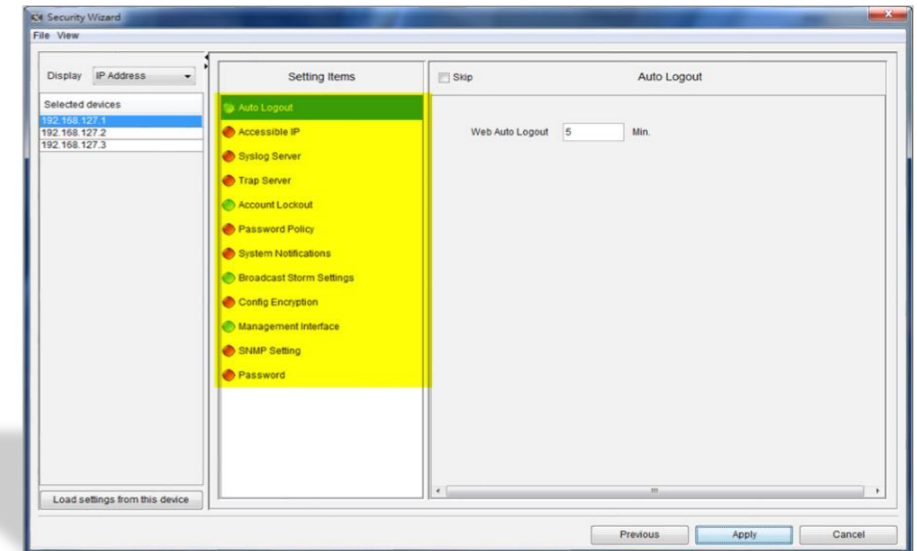 Security Wizard
File View
Display IP Address
Selected devices
192.168.127.1
192.168.127.2
192.168.127.3
Load settings from this device
Setting Items
Auto Logout
Accessible IP
Syslog Server
Trap Server
Account Lockout
Password Policy
System Notifications
Broadcast Storm Settings
Config Encryption
Management Interface
SNMP Setting
Password
Skip Auto Logout
Web Auto Logout 5 Min.
Previous Apply Cancel